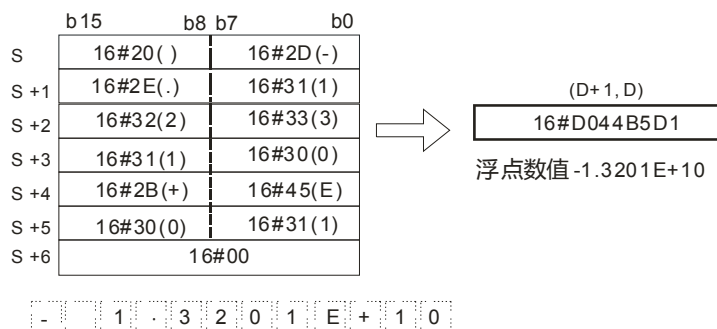 b15 b8 b7 b0
S 16#20( ) 16#2D(-)
S +1 16#2E(.) 16#31(1)
S +2 16#32(2) 16#33(3)
S +3 16#31(1) 16#30(0)
S +4 16#2B(+) 16#45(E)
S +5 16#30(0) 16#31(1)
S +6 16#00
(D+1, D)
16#D044B5D1
浮点数值-1.3201E+10
- 1 . 3 2 0 1 E + 1 0